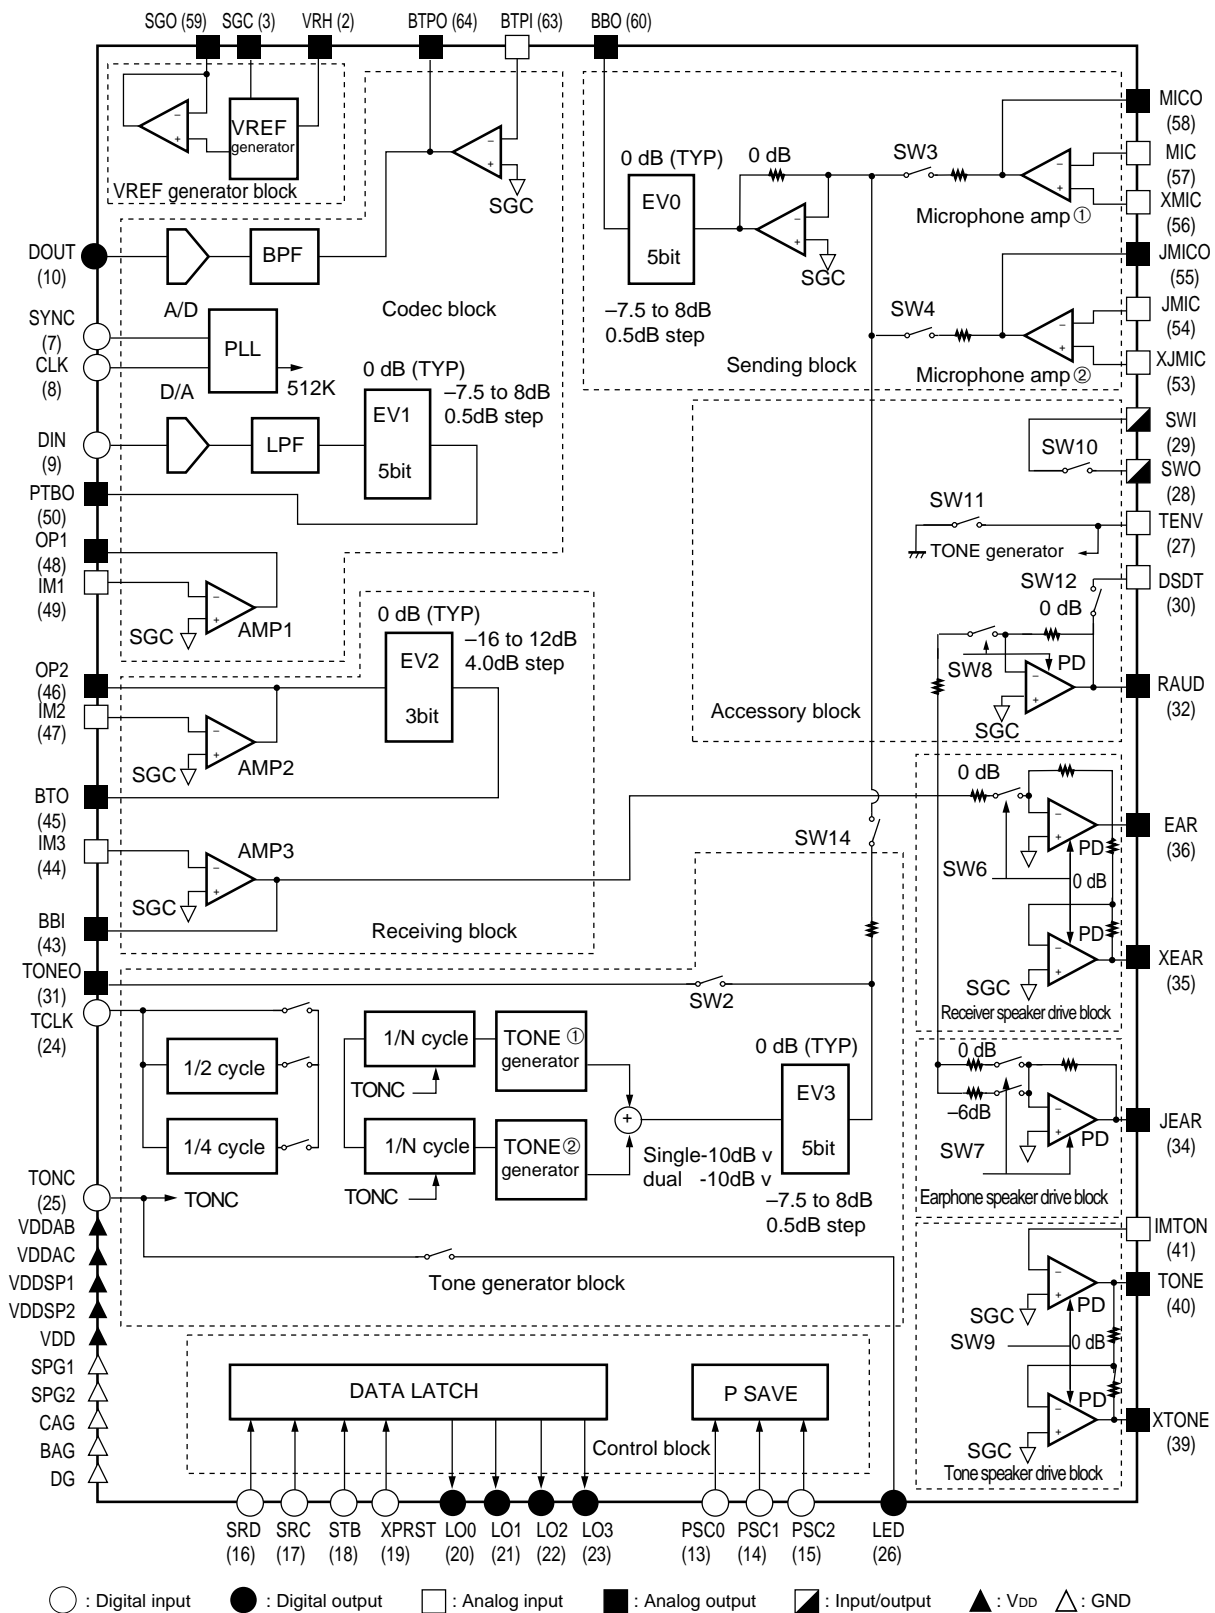 SGO (59) SGC (3) VRH (2) BTPO (64) BTPI (63) BBO (60)
VREF
generator
VREF generator block
SGC
DOUT
(10)
BPF
A/D
Codec block
SYNC
(7)
CLK
(8)
PLL
512K
D/A
0 dB (TYP)
–7.5 to 8dB
0.5dB step
EV1
5bit
DIN
(9)
LPF
PTBO
(50)
OP1
(48)
IM1
(49)
SGC
AMP1
0 dB (TYP)
EV0
5bit
0 dB
SGC
–7.5 to 8dB
0.5dB step
Sending block
SW3
Microphone amp ①
SW4
Microphone amp ②
MICO
(58)
MIC
(57)
XMIC
(56)
JMICO
(55)
JMIC
(54)
XJMIC
(53)
SWI
(29)
SW10
SWO
(28)
SW11
TENV
(27)
TONE generator
SW12
DSDT
(30)
0 dB
SW8
PD
RAUD
(32)
SGC
Accessory block
0 dB (TYP)
–16 to 12dB
4.0dB step
EV2
3bit
OP2
(46)
IM2
(47)
SGC
AMP2
BTO
(45)
IM3
(44)
AMP3
SGC
BBI
(43)
Receiving block
SW14
0 dB
EAR
(36)
PD
SW6
0 dB
PD
XEAR
(35)
SGC
Receiver speaker drive block
TONEO
(31)
SW2
TCLK
(24)
1/2 cycle
1/4 cycle
1/N cycle
TONE ①
generator
TONC
1/N cycle
TONE ②
generator
TONC
+
0 dB (TYP)
EV3
5bit
Single-10dB v
dual -10dB v
–7.5 to 8dB
0.5dB step
0 dB
–6dB
SW7
PD
JEAR
(34)
Earphone speaker drive block
TONC
(25)
TONC
Tone generator block
VDDAB
VDDAC
VDDSP1
VDDSP2
VDD
SPG1
SPG2
CAG
BAG
DG
IMTON
(41)
TONE
(40)
SGC
PD
SW9
0 dB
PD
XTONE
(39)
SGC
Tone speaker drive block
DATA LATCH
P SAVE
Control block
SRD SRC STB XPRST LO0 LO1 LO2 LO3 PSC0 PSC1 PSC2 LED
(16) (17) (18) (19) (20) (21) (22) (23) (13) (14) (15) (26)
: Digital input : Digital output : Analog input : Analog output : Input/output : VDD : GND